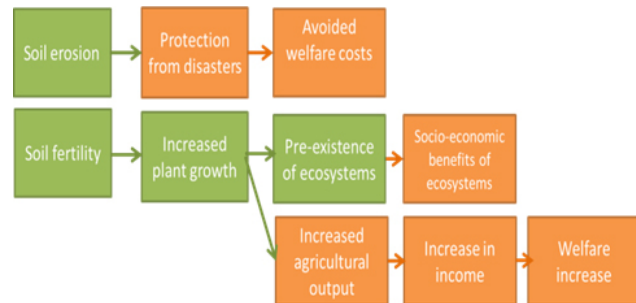 Soil erosion
Protection
from disasters
Avoided
welfare costs
Soil fertility
Increased
plant growth
Pre-existence
of ecosystems
Socio-economic
benefits of
ecosystems
Increased
agricultural
output
Increase in
income
Welfare
increase